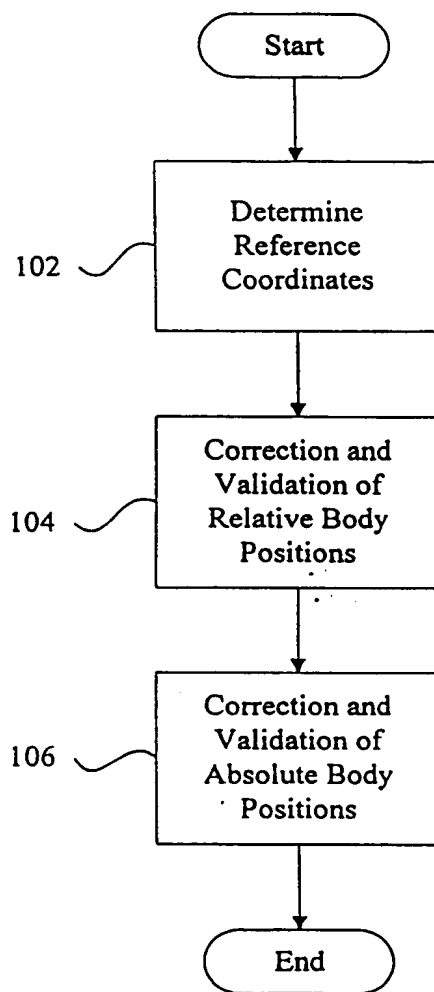 Start
Determine
Reference
Coordinates
102
Correction and
Validation of
Relative Body
Positions
104
Correction and
Validation of
Absolute Body
Positions
106
End